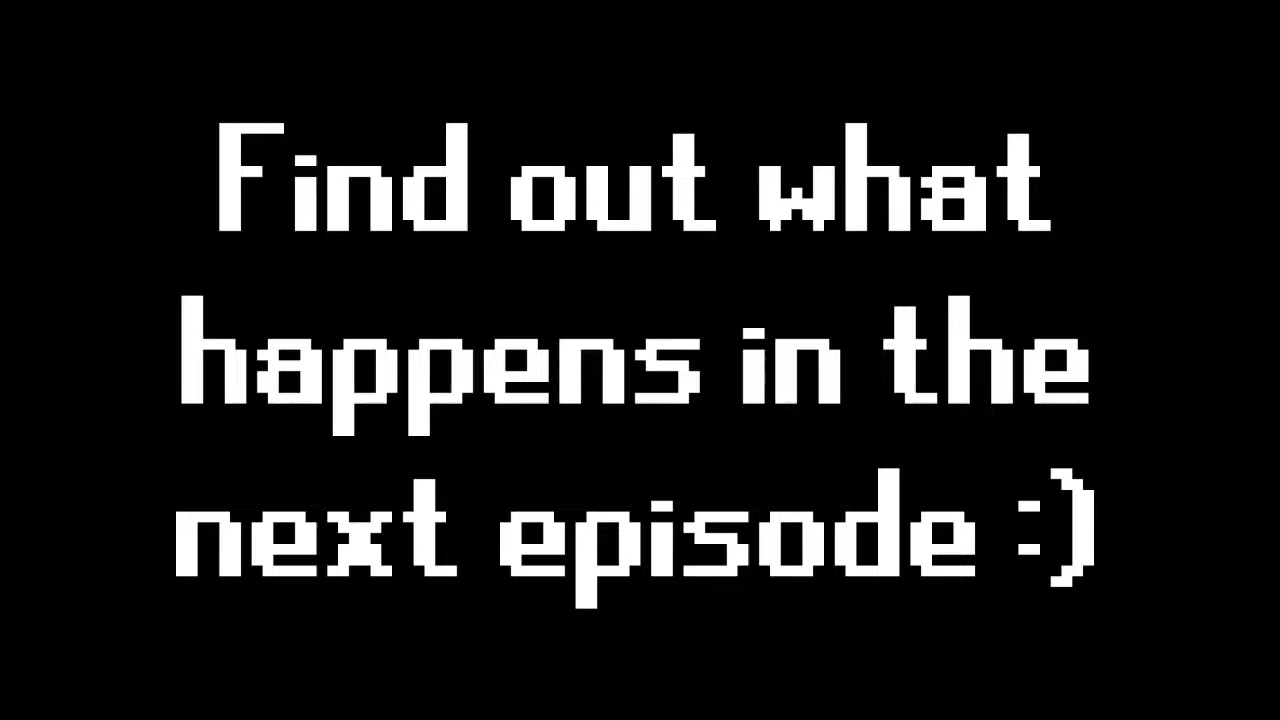 Find out what
happens in the
next episode :)